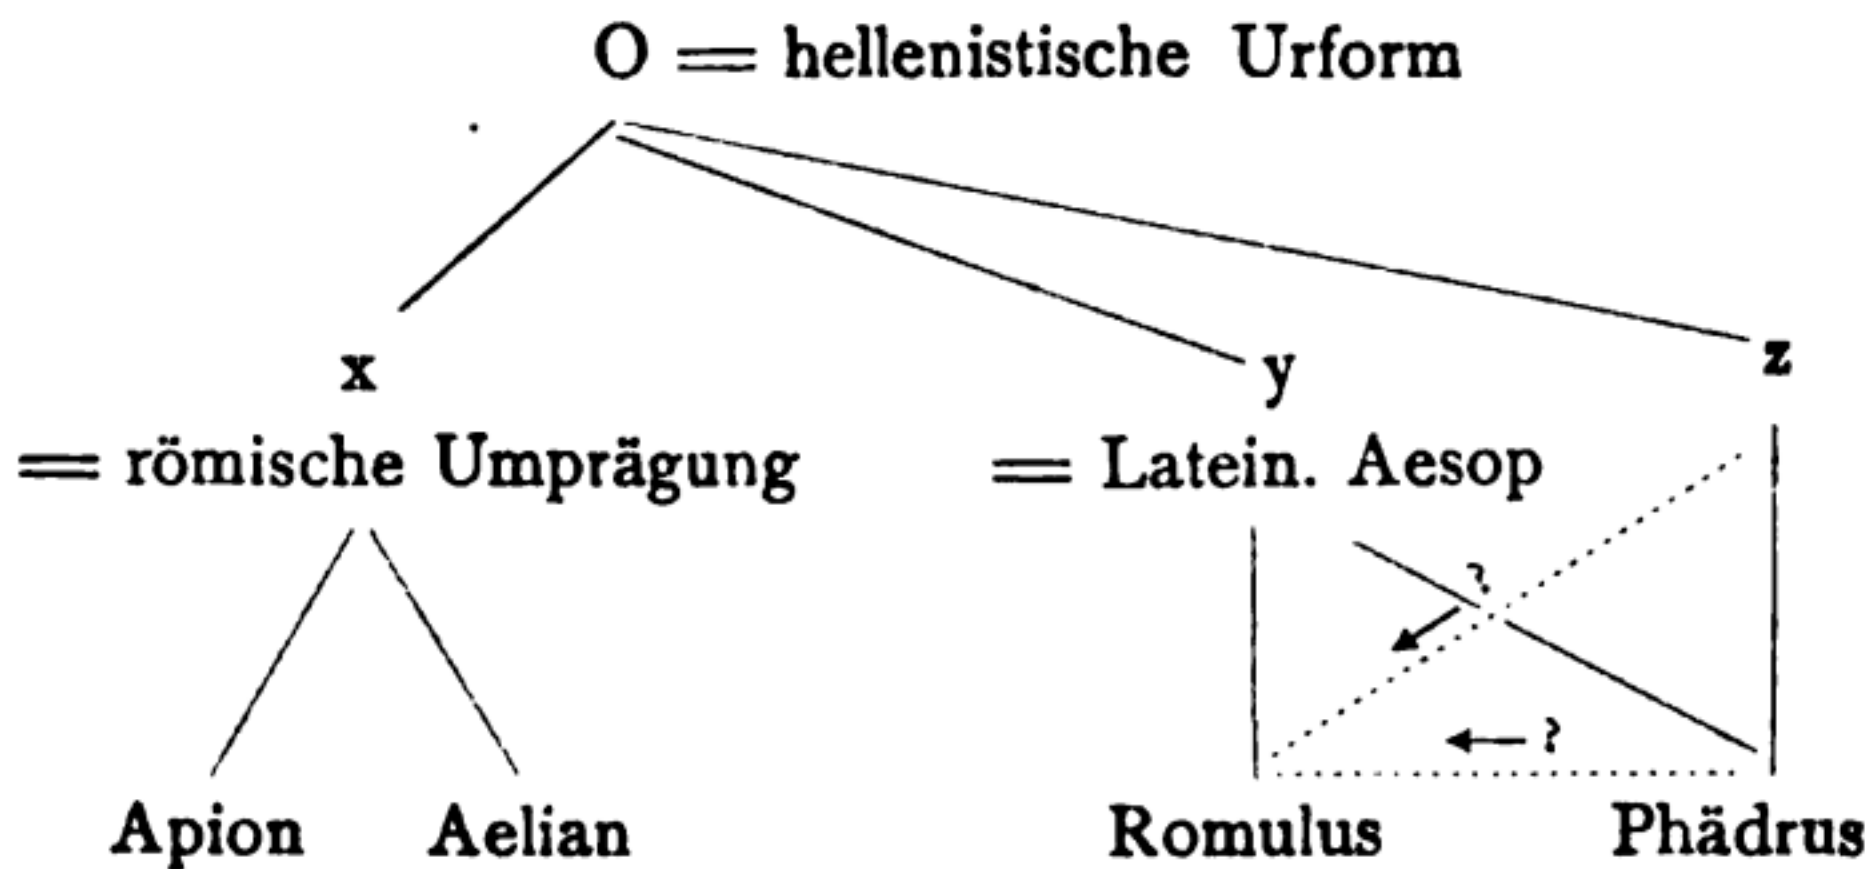 O = hellenistische Urform
x y z
= römische Umprägung = Latein. Aesop
?
?
Apion Aelian Romulus Phädrus